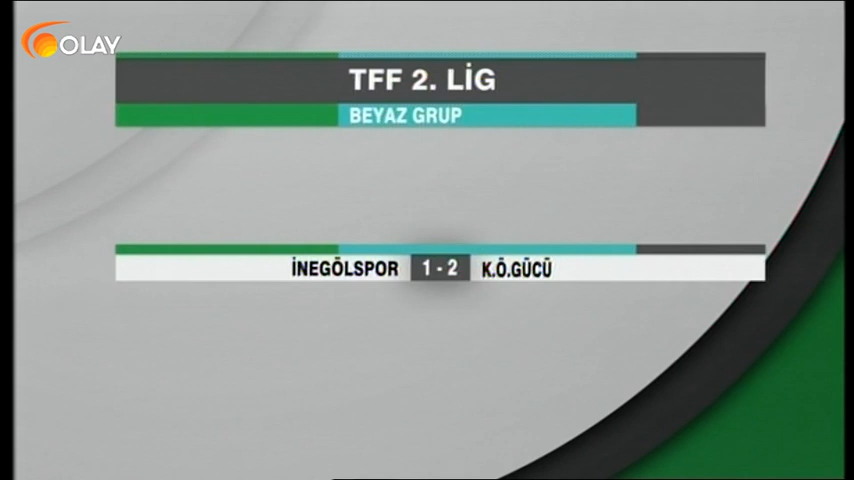 OLAY
TFF 2. LİG
BEYAZ GRUP
İNEGÖLSPOR 1 - 2 K.Ö.GÜCÜ